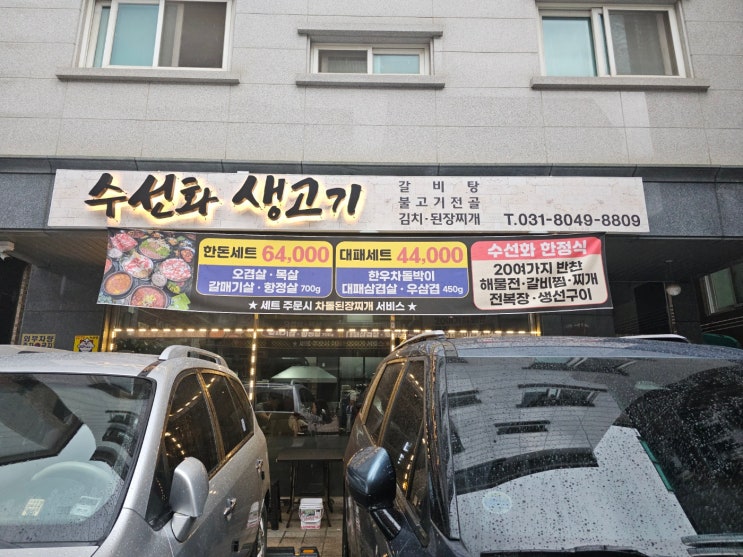 수선화 생고기
갈비탕
불고기전골
김치·된장찌개
T.031-8049-8809
한돈세트 64,000
오겹살·목살
갈매기살·항정살 700g
대패세트 44,000
한우차돌박이
대패삼겹살·우삼겹 450g
★ 세트 주문시 차돌된장찌개 서비스 ★
수선화 한정식
20여가지 반찬
해물전·갈비찜·찌개
전복장·생선구이